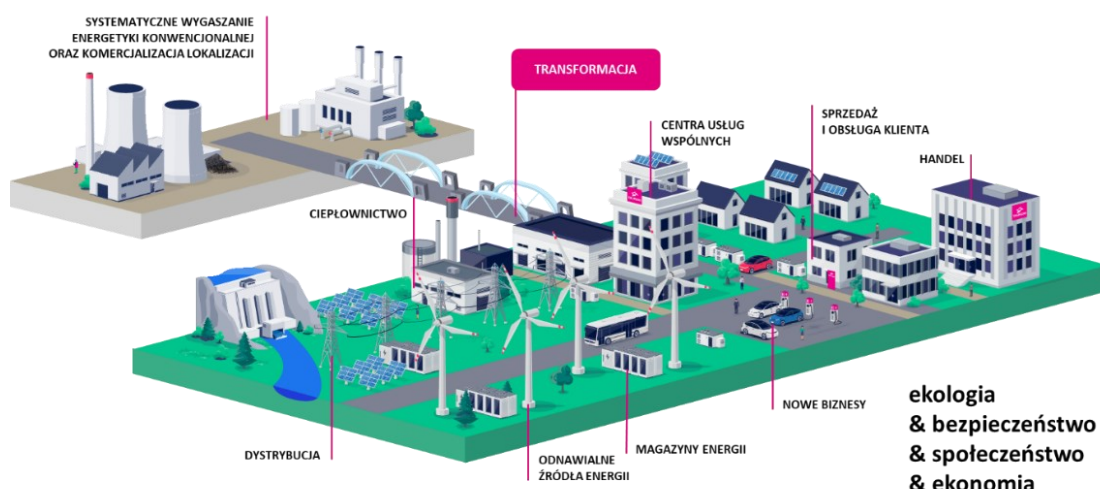 SYSTEMATYCZNE WYGASZANIE
ENERGETYKI KONWENCJONALNEJ
ORAZ KOMERCJALIZACJA LOKALIZACJI
TRANSFORMACJA
CENTRA USŁUG
WSPÓLNYCH
SPRZEDAŻ
I OBSŁUGA KLIENTA
HANDEL
CIEPŁOWNICTWO
NOWE BIZNESY
MAGAZYNY ENERGII
DYSTRYBUCJA
ODNAWIALNE
ŹRÓDŁA ENERGII
ekologia
& bezpieczeństwo
& społeczeństwo
& ekonomia